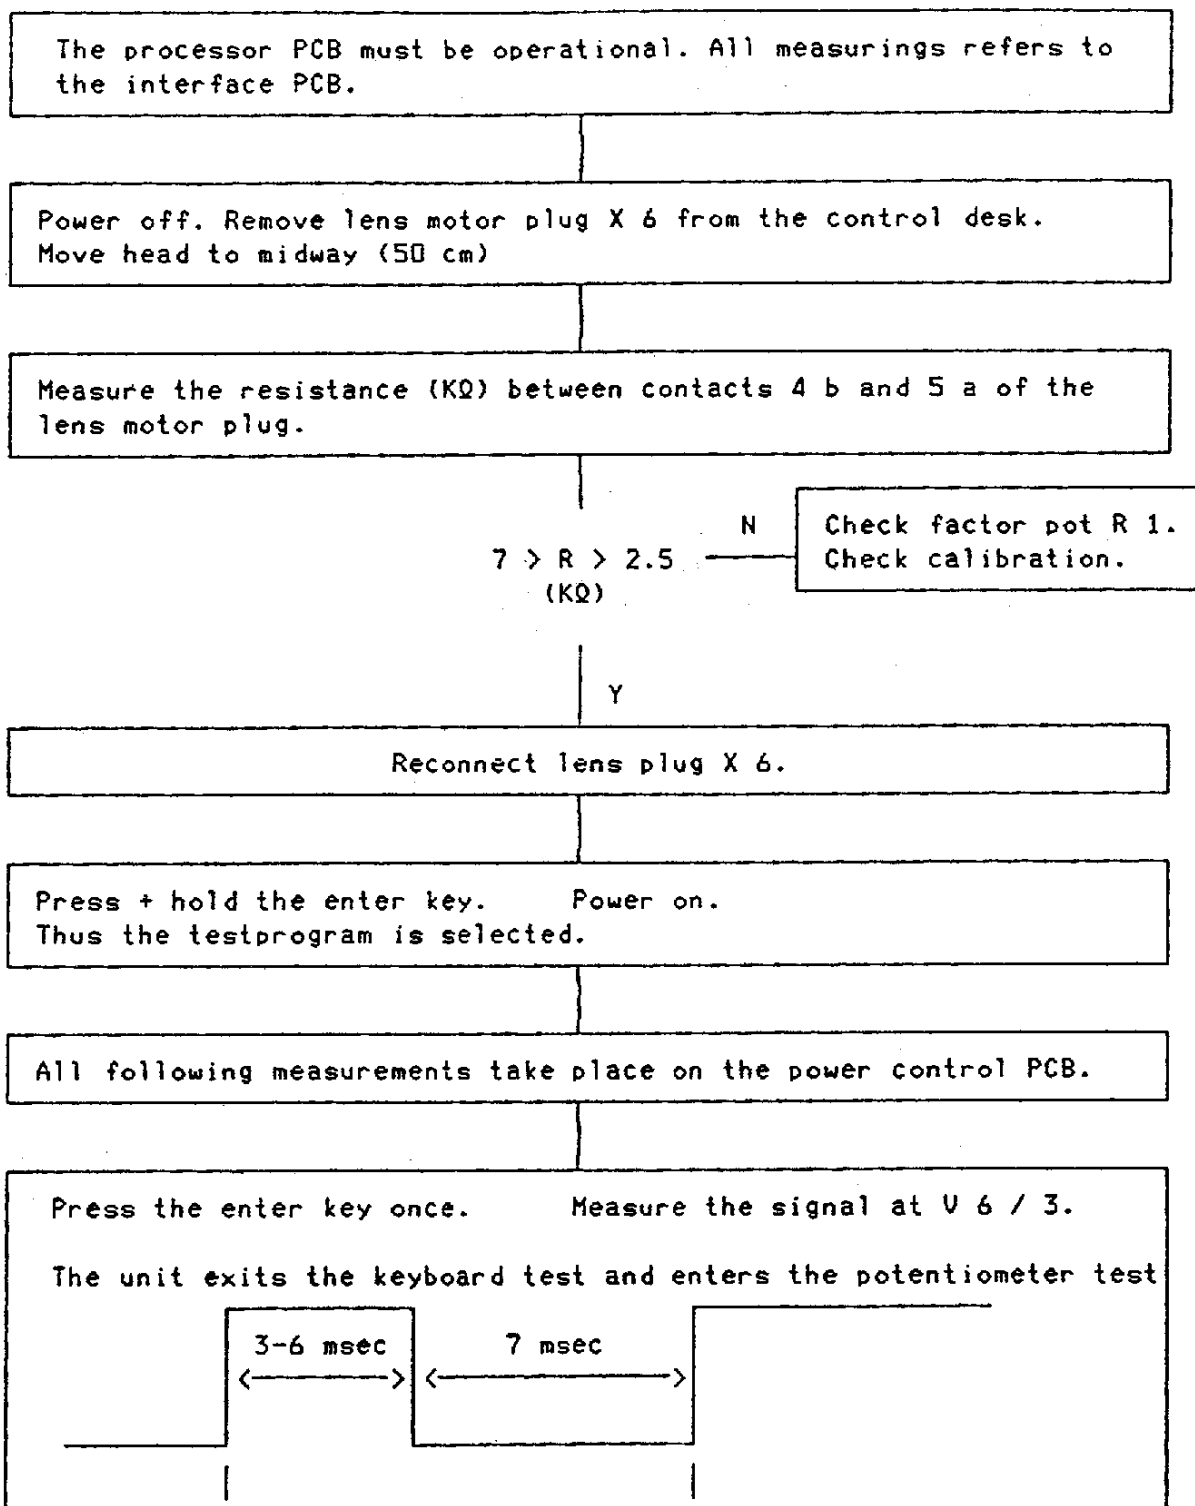 The processor PCB must be operational. All measurings refers to
the interface PCB.
Power off. Remove lens motor plug X 6 from the control desk.
Move head to midway (50 cm)
Measure the resistance (KΩ) between contacts 4 b and 5 a of the
lens motor plug.
N
Check factor pot R 1.
Check calibration.
7 > R > 2.5
(KΩ)
Y
Reconnect lens plug X 6.
Press + hold the enter key. Power on.
Thus the testprogram is selected.
All following measurements take place on the power control PCB.
Press the enter key once. Measure the signal at V 6 / 3.
The unit exits the keyboard test and enters the potentiometer test
3-6 msec 7 msec